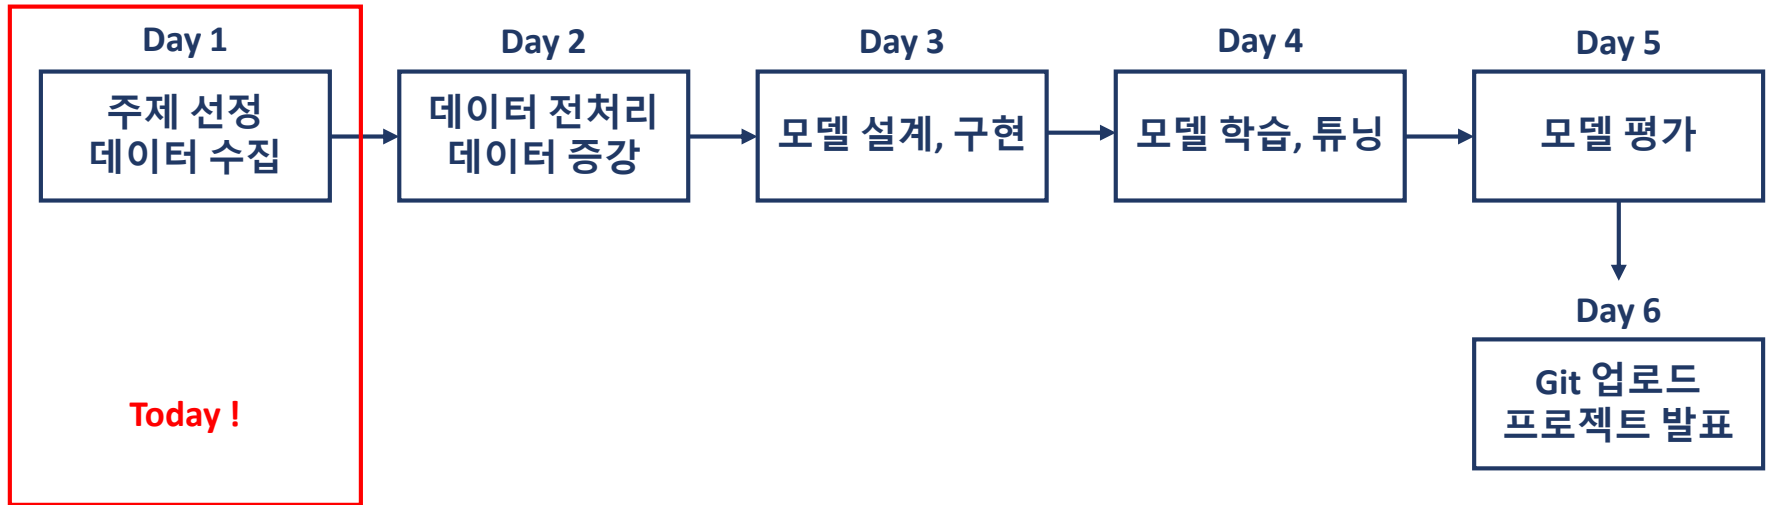 Day 1
주제 선정
데이터 수집
Today !
Day 2
데이터 전처리
데이터 증강
Day 3
모델 설계, 구현
Day 4
모델 학습, 튜닝
Day 5
모델 평가
Day 6
Git 업로드
프로젝트 발표